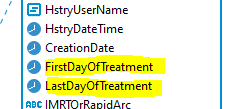 HstryUserName
HstryDateTime
CreationDate
FirstDayOfTreatment
LastDayOfTreatment
IMRTOrRapidArc